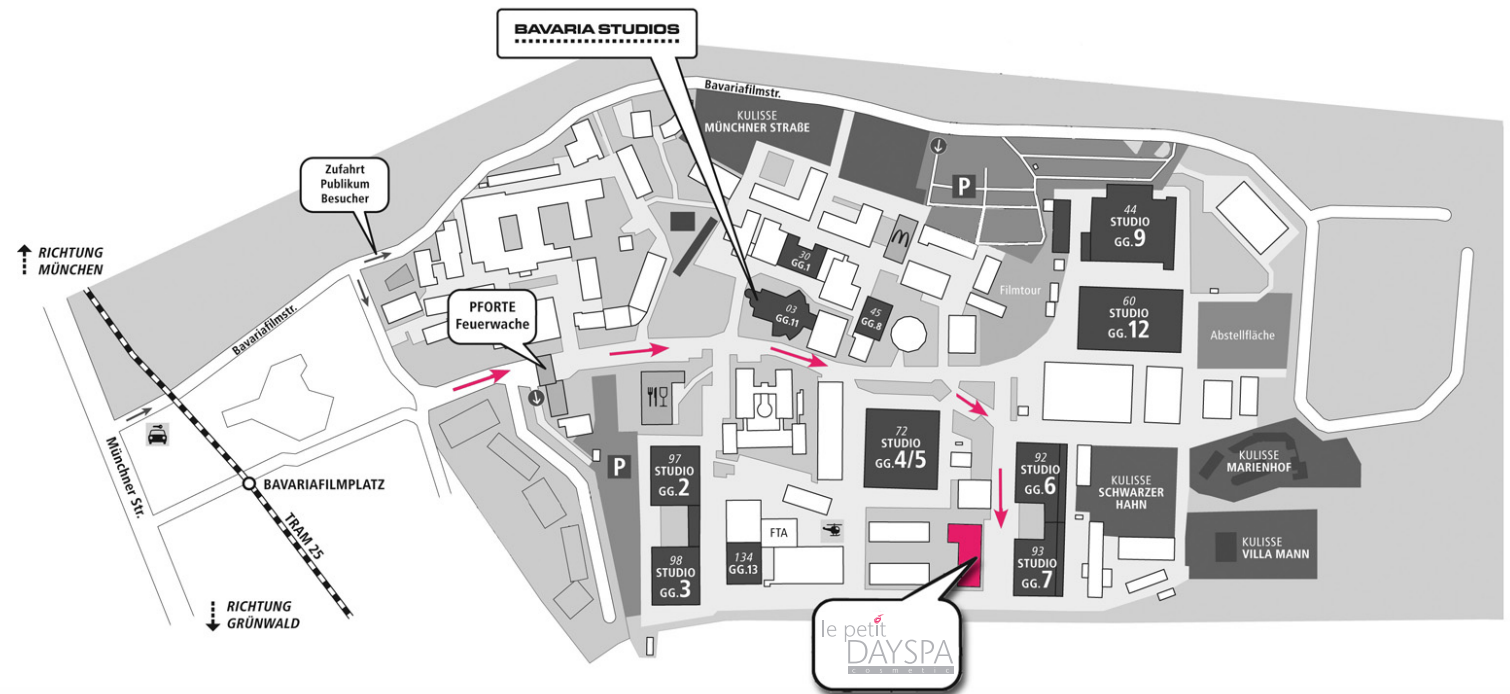 BAVARIA STUDIOS
Bavariafilmstr.
KULISSE
MÜNCHNER STRAßE
Zufahrt
Publikum
Besucher
P
44
STUDIO
GG.9
RICHTUNG
MÜNCHEN
30
GG.1
Filmtour
PFORTE
Feuerwache
03
GG.11
45
GG.8
60
STUDIO
GG.12
Abstellfläche
Bavariafilmstr.
Münchner Str.
BAVARIAFILMPLATZ
TRAM 25
RICHTUNG
GRÜNWALD
P
97
STUDIO
GG.2
72
STUDIO
GG.4/5
92
STUDIO
GG.6
KULISSE
SCHWARZER
HAHN
KULISSE
MARIENHOF
98
STUDIO
GG.3
134
GG.13
FTA
93
STUDIO
GG.7
KULISSE
VILLA MANN
le petit
DAYSPA
cosmetic